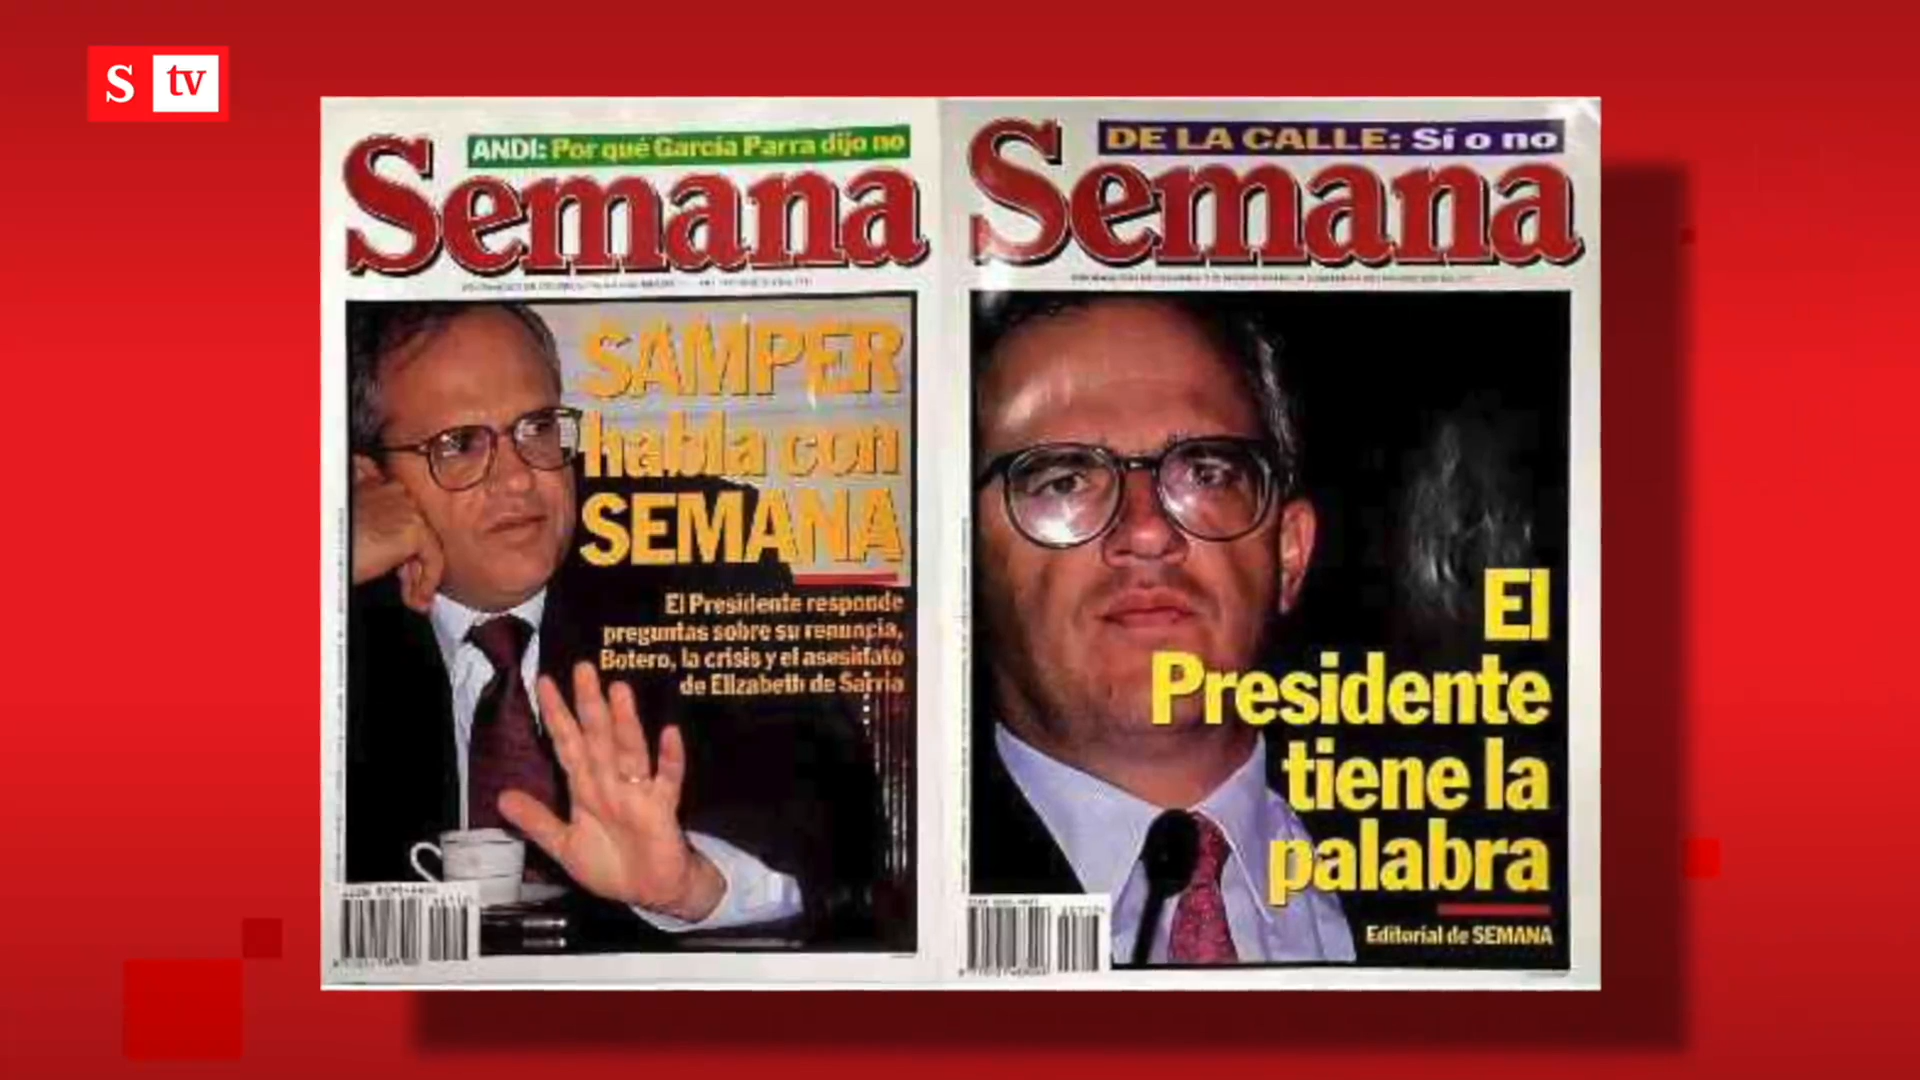 S tv
ANDI: Por qué García Parra dijo no
Semana
SAMPER
habla con
SEMANA
El Presidente responde
preguntas sobre su renuncia,
Botero, la crisis y el asesinato
de Elizabeth de Sarria
DE LA CALLE: Sí o no
Semana
El
Presidente
tiene la
palabra
Editorial de SEMANA